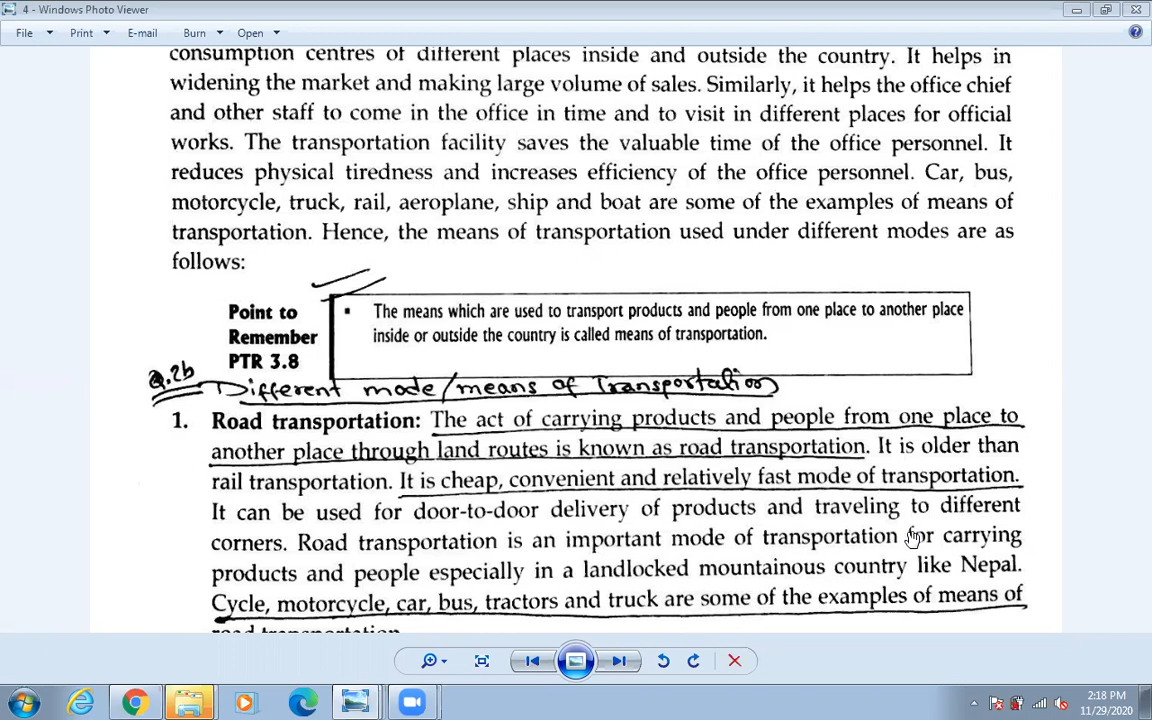 4 - Windows Photo Viewer
File Print E-mail Burn Open
consumption centres of different places inside and outside the country. It helps in
widening the market and making large volume of sales. Similarly, it helps the office chief
and other staff to come in the office in time and to visit in different places for official
works. The transportation facility saves the valuable time of the office personnel. It
reduces physical tiredness and increases efficiency of the office personnel. Car, bus,
motorcycle, truck, rail, aeroplane, ship and boat are some of the examples of means of
transportation. Hence, the means of transportation used under different modes are as
follows:
Point to
Remember
PTR 3.8
▪ The means which are used to transport products and people from one place to another place
inside or outside the country is called means of transportation.
Q.2b Different mode/means of Transportation
1. Road transportation: The act of carrying products and people from one place to
another place through land routes is known as road transportation. It is older than
rail transportation. It is cheap, convenient and relatively fast mode of transportation.
It can be used for door-to-door delivery of products and traveling to different
corners. Road transportation is an important mode of transportation for carrying
products and people especially in a landlocked mountainous country like Nepal.
Cycle, motorcycle, car, bus, tractors and truck are some of the examples of means of
road transportation.
2:18 PM
11/29/2020